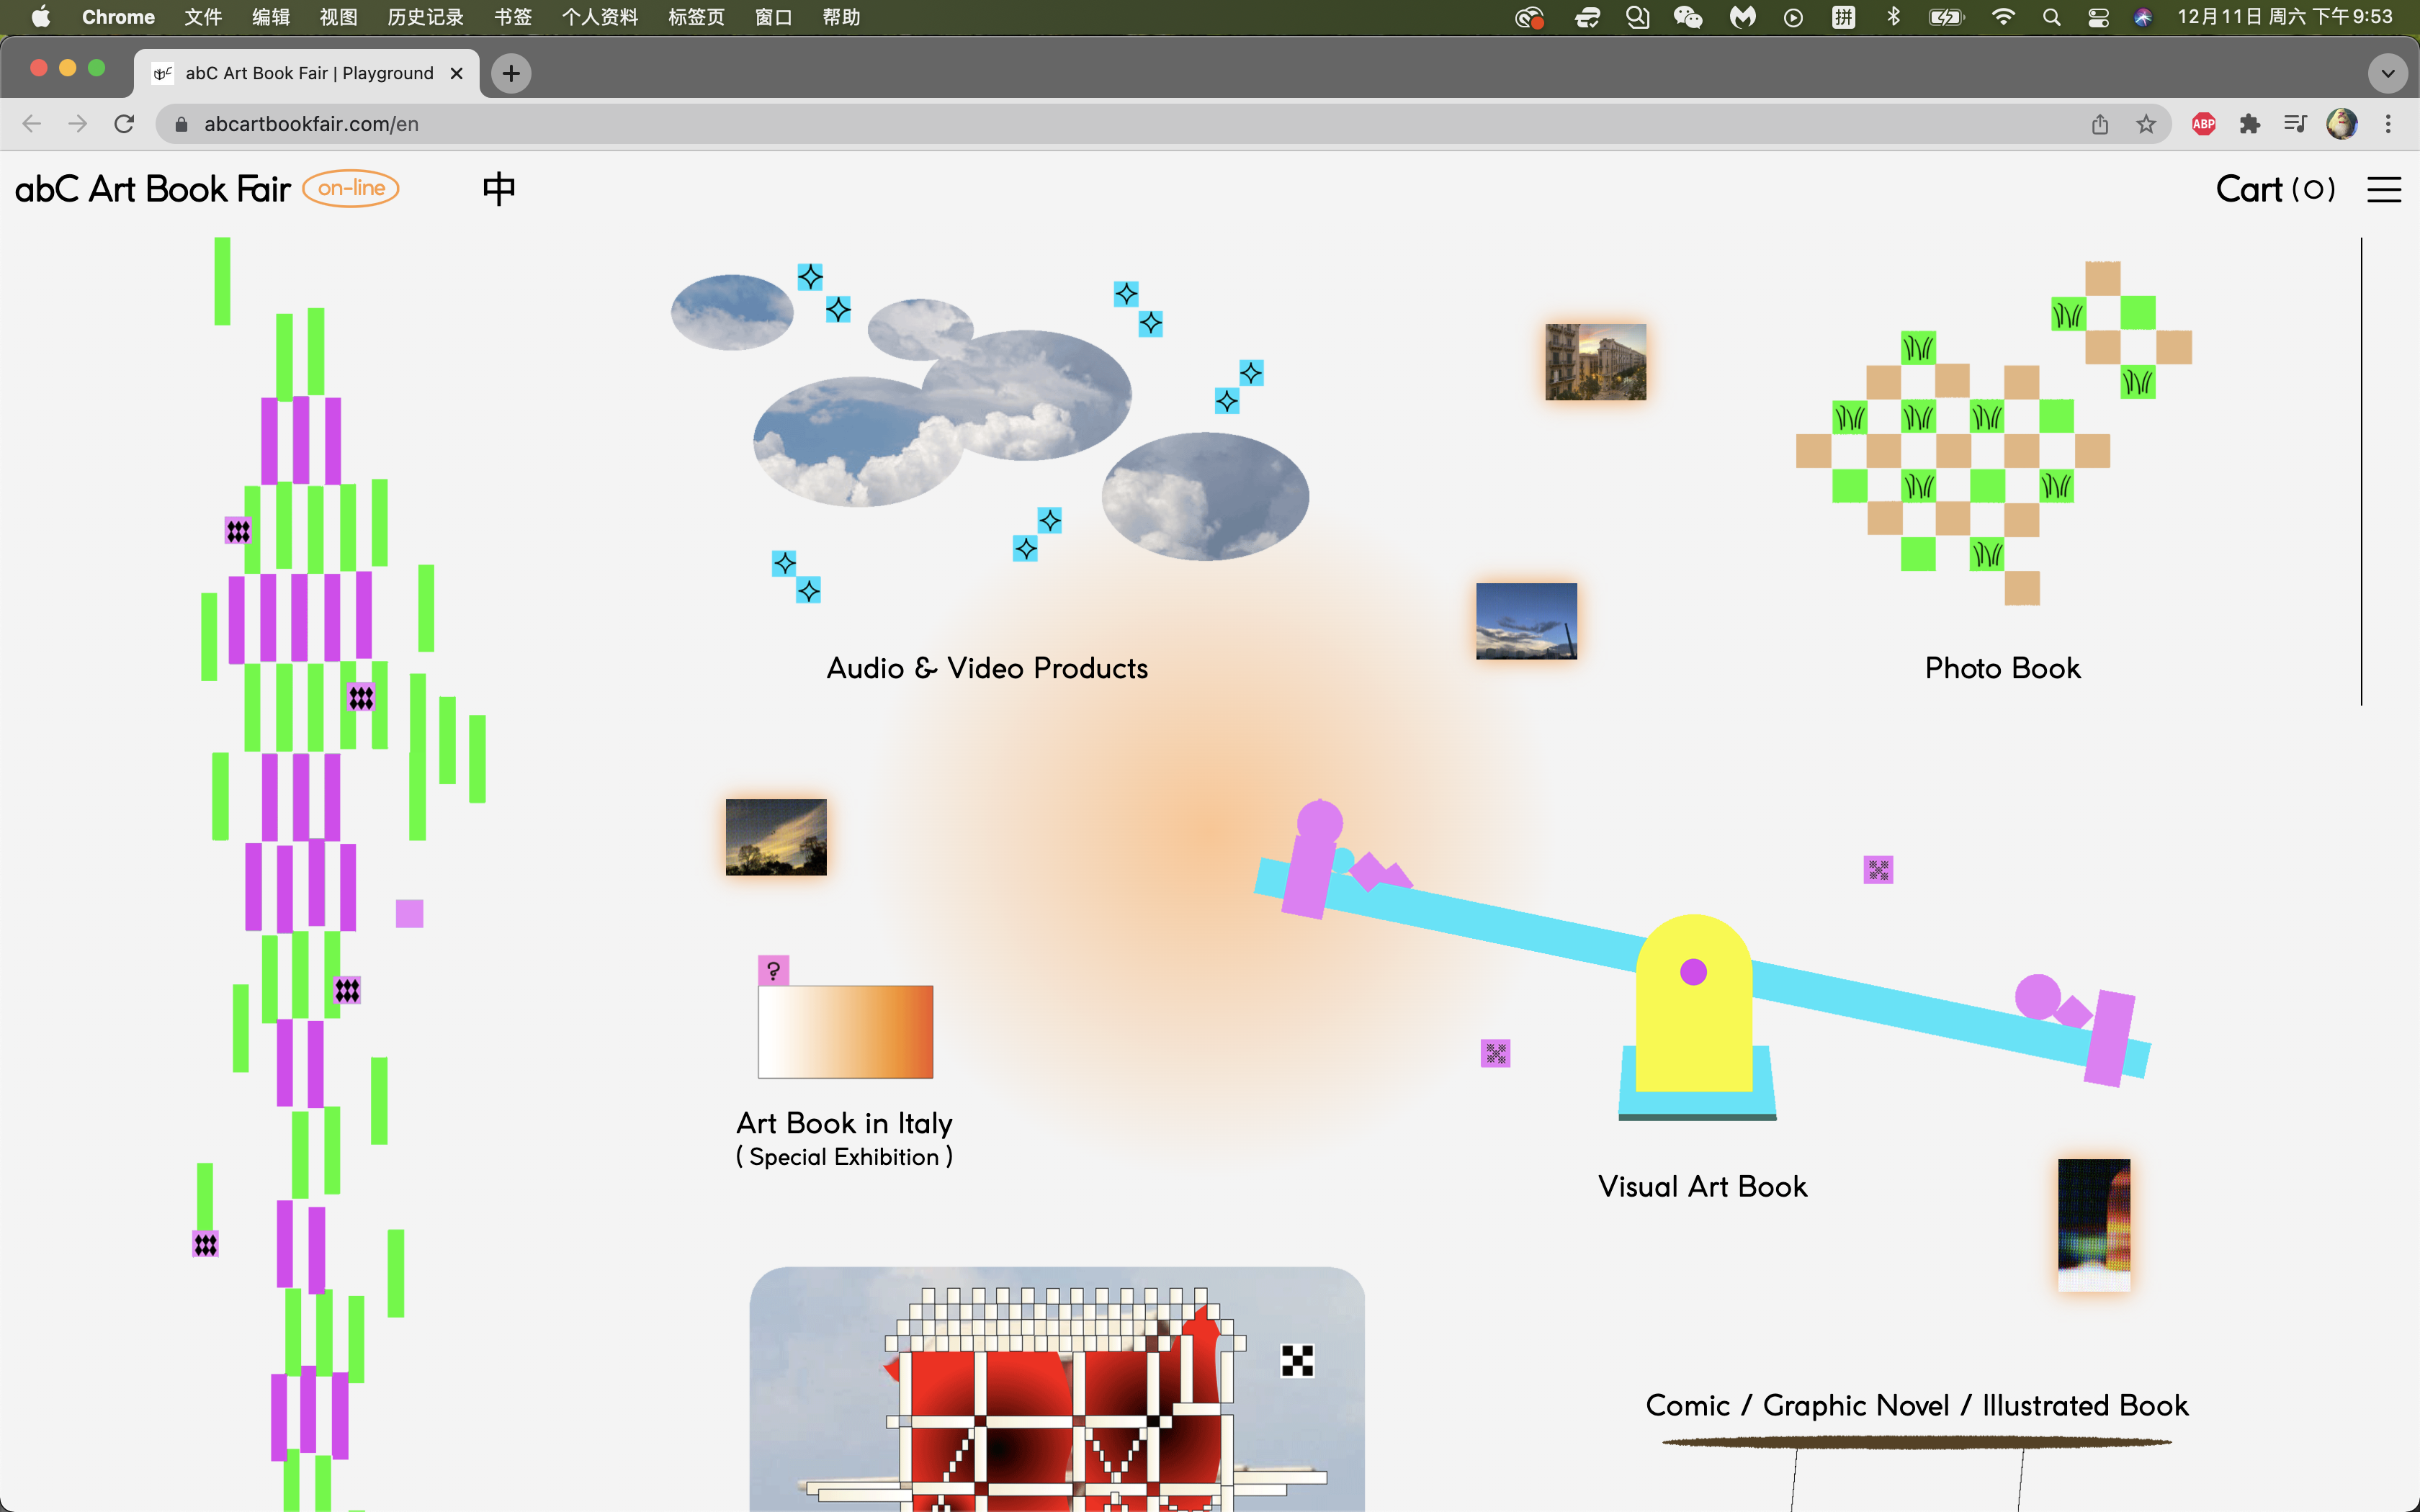 Chrome 文件 编辑 视图 历史记录 书签 个人资料 标签页 窗口 帮助 拼 12月11日 周六 下午9:53
abC Art Book Fair | Playground
abcartbookfair.com/en ABP
abC Art Book Fair on-line 中 Cart (0)
Audio & Video Products
Photo Book
?
Art Book in Italy
( Special Exhibition )
Visual Art Book
Comic / Graphic Novel / Illustrated Book